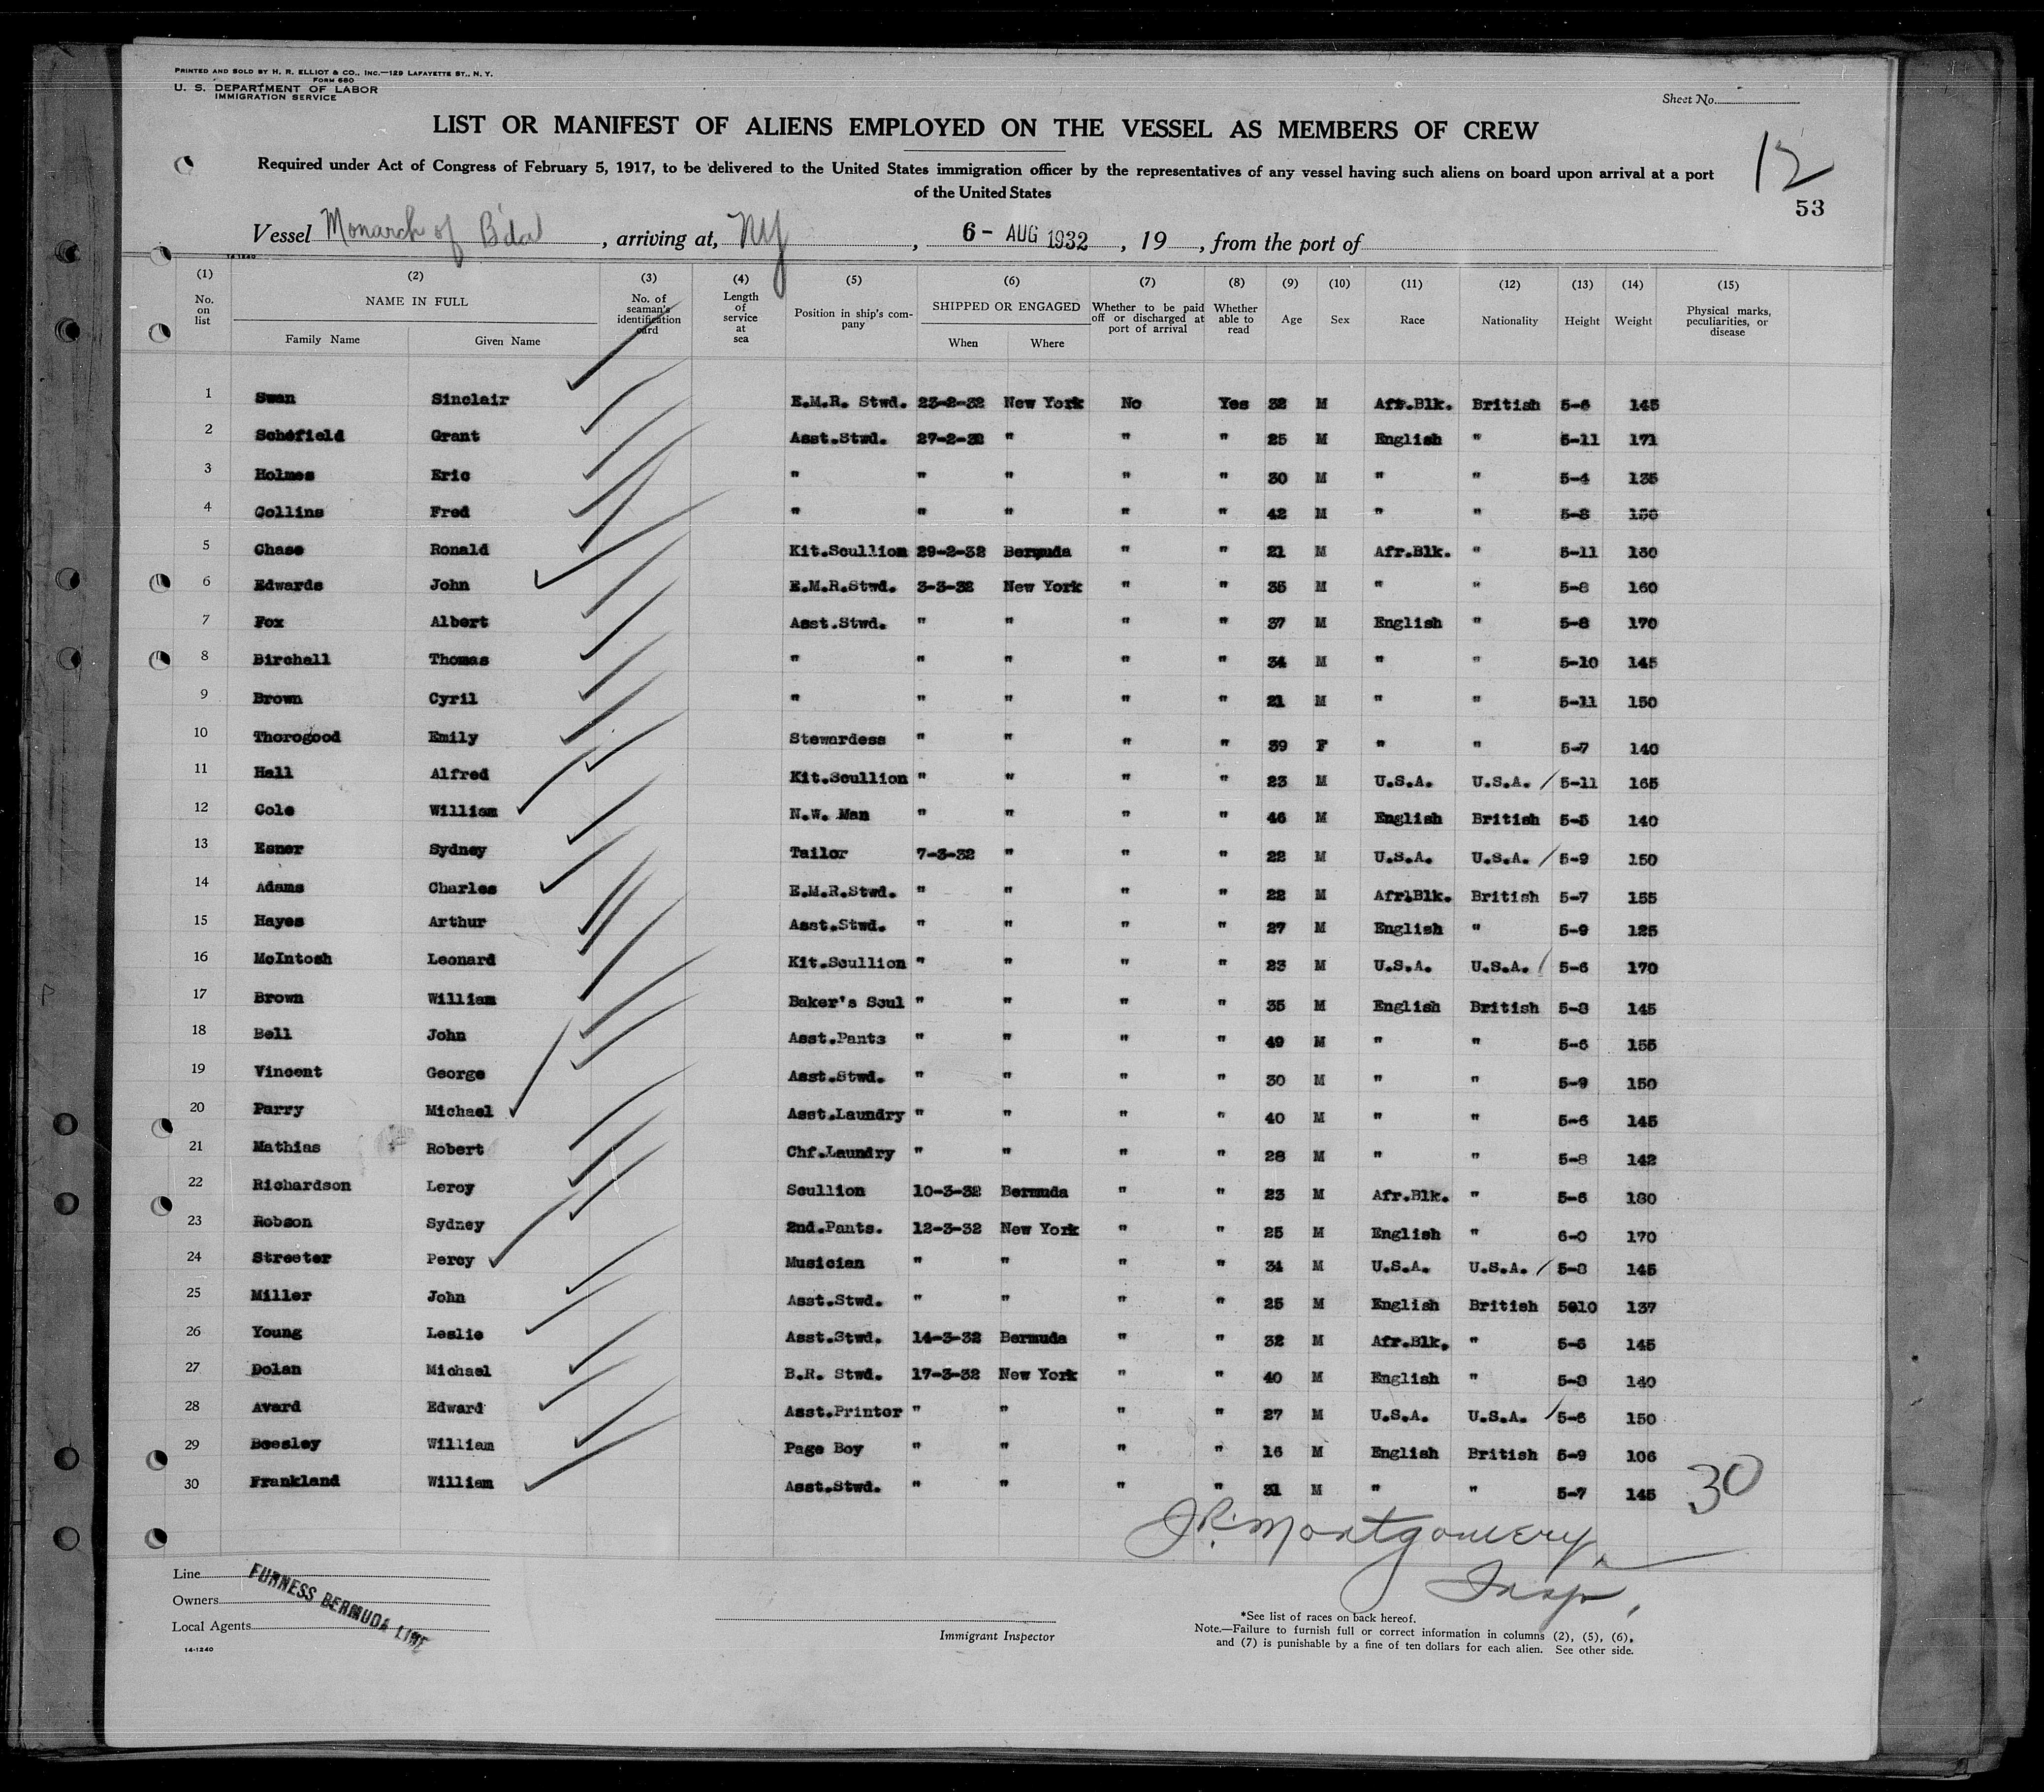 PRINTED AND SOLD BY H. R. ELLIOT & CO., INC.—129 LAFAYETTE ST., N. Y.
FORM 680
U. S. DEPARTMENT OF LABOR
IMMIGRATION SERVICE
Sheet No.
LIST OR MANIFEST OF ALIENS EMPLOYED ON THE VESSEL AS MEMBERS OF CREW
12
Required under Act of Congress of February 5, 1917, to be delivered to the United States immigration officer by the representatives of any vessel having such aliens on board upon arrival at a port
of the United States
53
Vessel Monarch of B'da, arriving at, NY, 6- AUG 1932, 19, from the port of
14-1240
(1) (2) (3) (4) (5) (6) (7) (8) (9) (10) (11) (12) (13) (14) (15)
No. on list NAME IN FULL Family Name Given Name No. of seaman's identification card Length of service at sea Position in ship's company SHIPPED OR ENGAGED When Where Whether to be paid off or discharged at port of arrival Whether able to read Age Sex Race Nationality Height Weight Physical marks, peculiarities, or disease
1 Swan Sinclair E.M.R. Stwd. 23-2-32 New York No Yes 32 M Afr.Blk. British 5-6 145
2 Schofield Grant Asst.Stwd. 27-2-32 " " " 25 M English " 5-11 171
3 Holmes Eric " " " " " 30 M " " 5-4 135
4 Collins Fred " " " " " 42 M " " 5-8 150
5 Chase Ronald Kit.Scullion 29-2-32 Bermuda " " 21 M Afr.Blk. " 5-11 180
6 Edwards John E.M.R.Stwd. 3-3-32 New York " " 35 M " " 5-8 160
7 Fox Albert Asst.Stwd. " " " " 37 M English " 5-8 170
8 Birchall Thomas " " " " " 34 M " " 5-10 145
9 Brown Cyril " " " " " 21 M " " 5-11 150
10 Thorogood Emily Stewardess " " " " 39 F " " 5-7 140
11 Hall Alfred Kit.Scullion " " " " 23 M U.S.A. U.S.A. 5-11 165
12 Cole William N.W. Man " " " " 46 M English British 5-5 140
13 Esner Sydney Tailor 7-3-32 " " " 22 M U.S.A. U.S.A. 5-9 150
14 Adams Charles E.M.R.Stwd. " " " " 22 M Afr.Blk. British 5-7 155
15 Hayes Arthur Asst.Stwd. " " " " 27 M English " 5-9 125
16 McIntosh Leonard Kit.Scullion " " " " 23 M U.S.A. U.S.A. 5-6 170
17 Brown William Baker's Scul " " " " 35 M English British 5-8 145
18 Bell John Asst.Pants " " " " 49 M " " 5-6 155
19 Vincent George Asst.Stwd. " " " " 30 M " " 5-9 150
20 Parry Michael Asst.Laundry " " " " 40 M " " 5-6 145
21 Mathias Robert Chf.Laundry " " " " 28 M " " 5-8 142
22 Richardson Leroy Scullion 10-3-32 Bermuda " " 23 M Afr.Blk. " 5-6 180
23 Robson Sydney 2nd.Pants. 12-3-32 New York " " 25 M English " 6-0 170
24 Streeter Percy Musician " " " " 34 M U.S.A. U.S.A. 5-8 145
25 Miller John Asst.Stwd. " " " " 25 M English British 5@10 137
26 Young Leslie Asst.Stwd. 14-3-32 Bermuda " " 32 M Afr.Blk. " 5-6 145
27 Dolan Michael B.R. Stwd. 17-3-32 New York " " 40 M English " 5-8 140
28 Avard Edward Asst.Printer " " " " 27 M U.S.A. U.S.A. 5-6 150
29 Beesley William Page Boy " " " " 16 M English British 5-9 106
30 Frankland William Asst.Stwd. " " " " 31 M " " 5-7 145
30
J.R. Montgomery,
Insp.
Line
Owners
Local Agents
FURNESS BERMUDA LINE
14-1240
Immigrant Inspector
*See list of races on back hereof.
Note.—Failure to furnish full or correct information in columns (2), (5), (6),
and (7) is punishable by a fine of ten dollars for each alien. See other side.